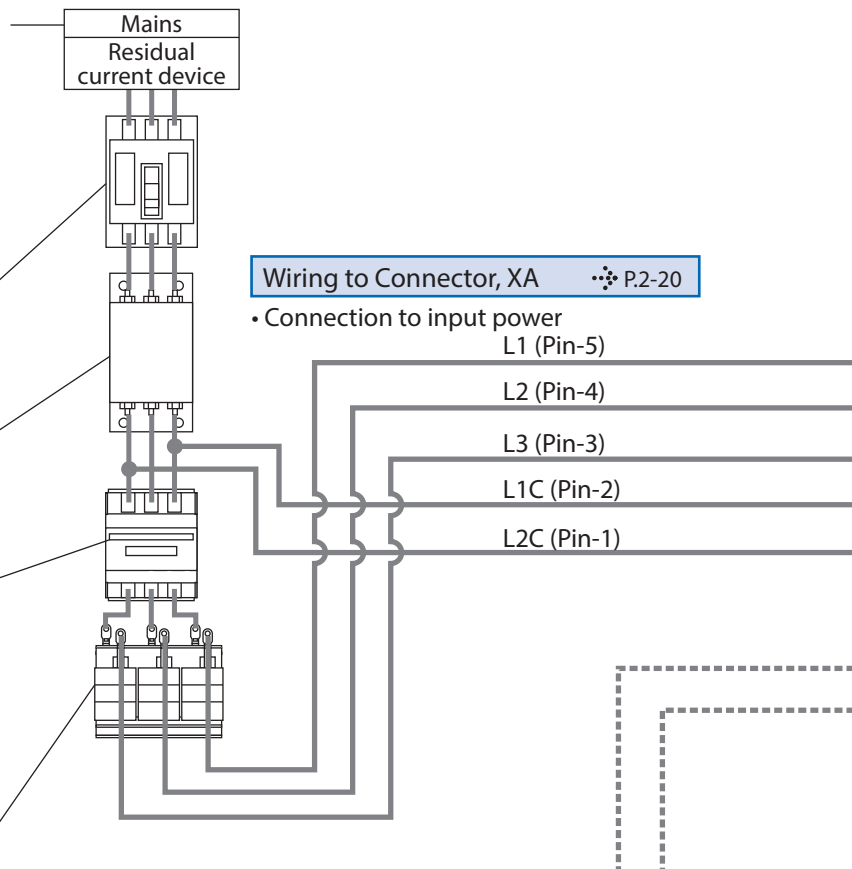 Mains
Residual
current device
Wiring to Connector, XA P.2-20
• Connection to input power
L1 (Pin-5)
L2 (Pin-4)
L3 (Pin-3)
L1C (Pin-2)
L2C (Pin-1)